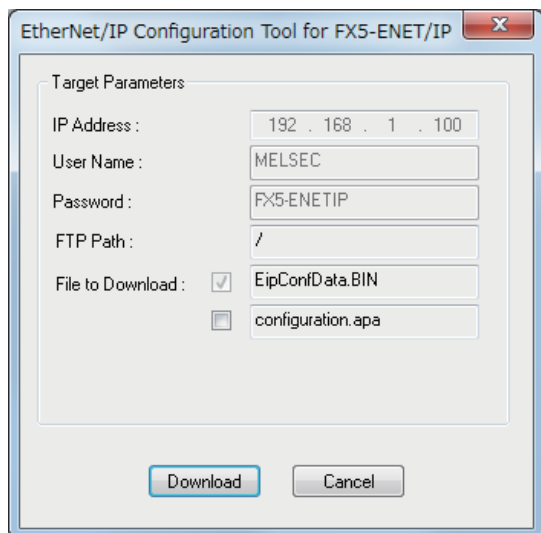 EtherNet/IP Configuration Tool for FX5-ENET/IP
Target Parameters
IP Address : 192 . 168 . 1 . 100
User Name : MELSEC
Password : FX5-ENETIP
FTP Path : /
File to Download : EipConfData.BIN
configuration.apa
Download Cancel